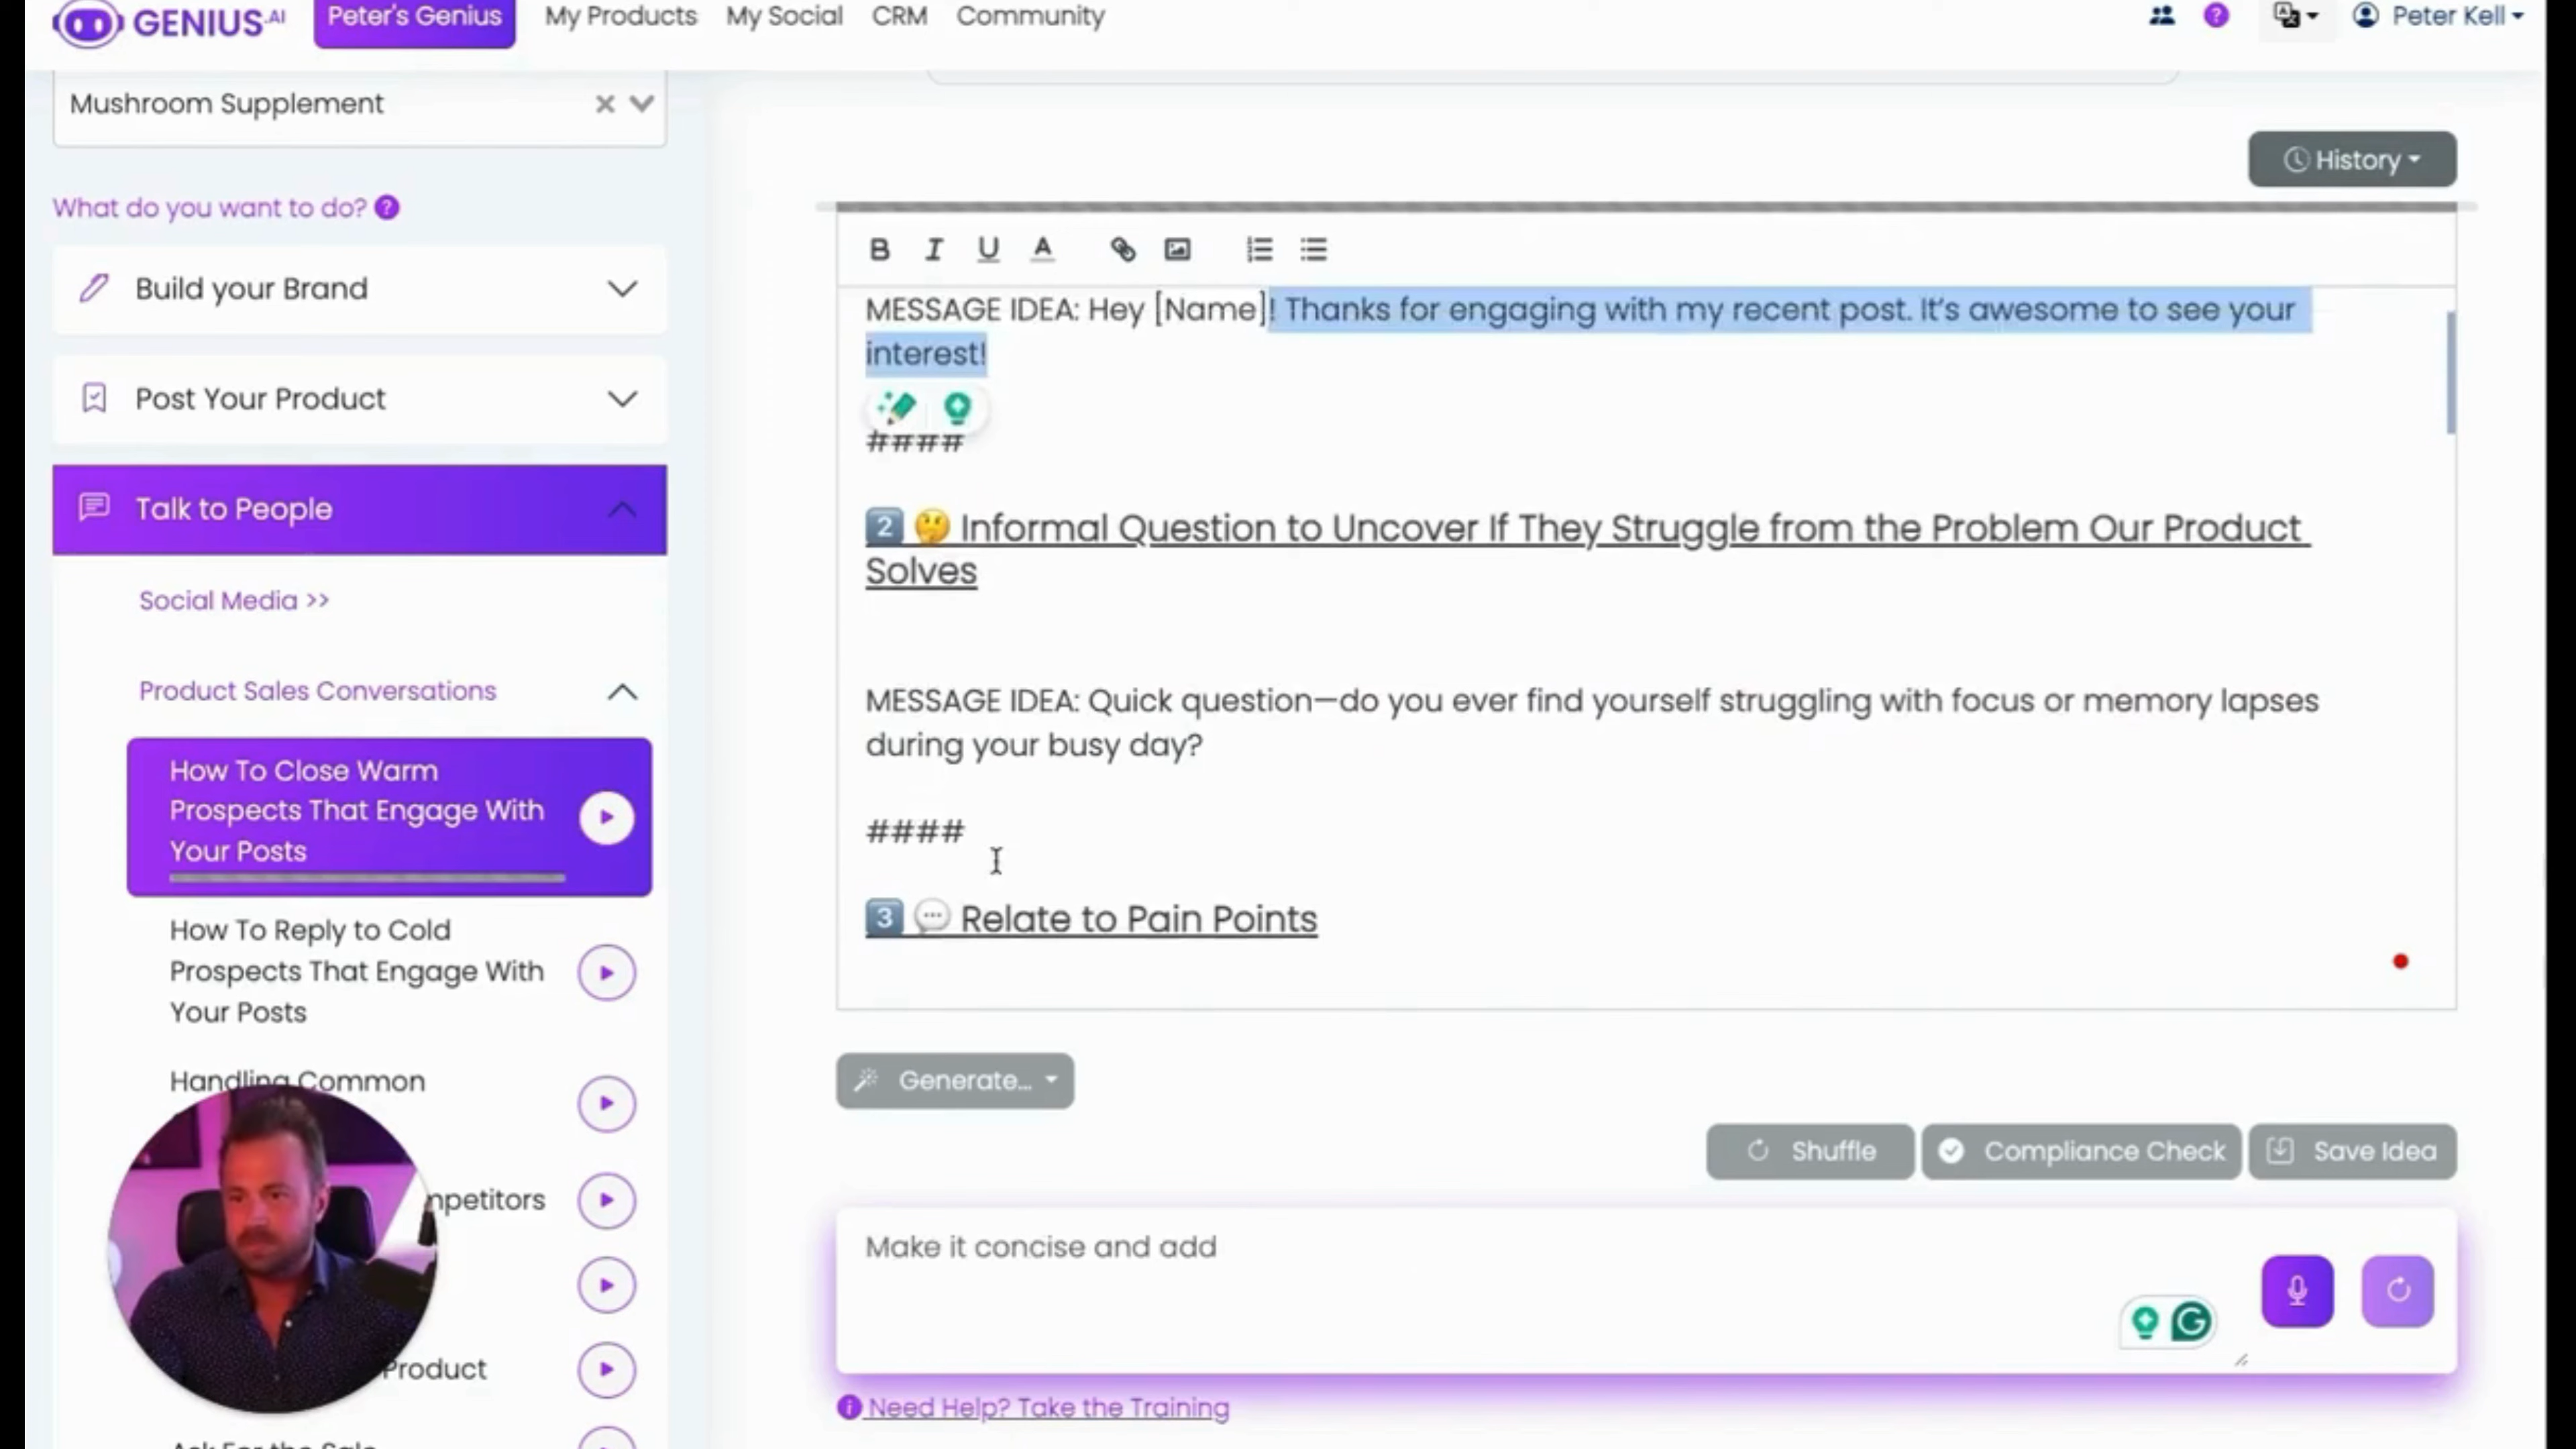 GENIUS.AI
Peter's Genius
My Products
My Social
CRM
Community
Peter Kell
Mushroom Supplement
What do you want to do?
Build your Brand
Post Your Product
Talk to People
Social Media >>
Product Sales Conversations
How To Close Warm
Prospects That Engage With
Your Posts
How To Reply to Cold
Prospects That Engage With
Your Posts
Handling Common
Product
History
B I U A
MESSAGE IDEA: Hey [Name]! Thanks for engaging with my recent post. It's awesome to see your
interest!
####
2 Informal Question to Uncover If They Struggle from the Problem Our Product
Solves
MESSAGE IDEA: Quick question—do you ever find yourself struggling with focus or memory lapses
during your busy day?
####
3 Relate to Pain Points
Generate...
Shuffle
Compliance Check
Save Idea
Make it concise and add
Need Help? Take the Training